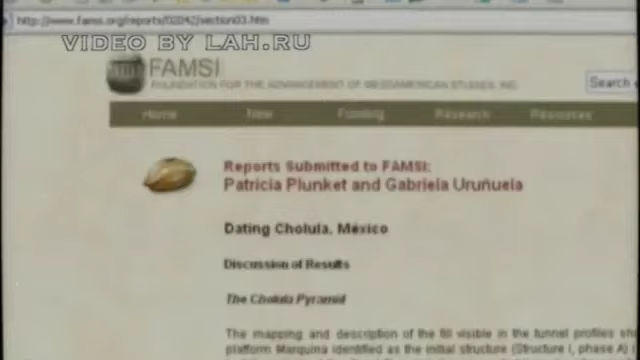 http://www.famsi.org/reports/02042/section03.htm
VIDEO BY LAH.RU
FAMSI
FOUNDATION FOR THE ADVANCEMENT OF MESOAMERICAN STUDIES, INC.
Search
Home New Funding Research Resources
Reports Submitted to FAMSI:
Patricia Plunket and Gabriela Uruñuela
Dating Cholula, México
Discussion of Results
The Cholula Pyramid
The mapping and description of the fill visible in the tunnel profiles
platform Marquina identified as the initial structure (Structure I, phase A)